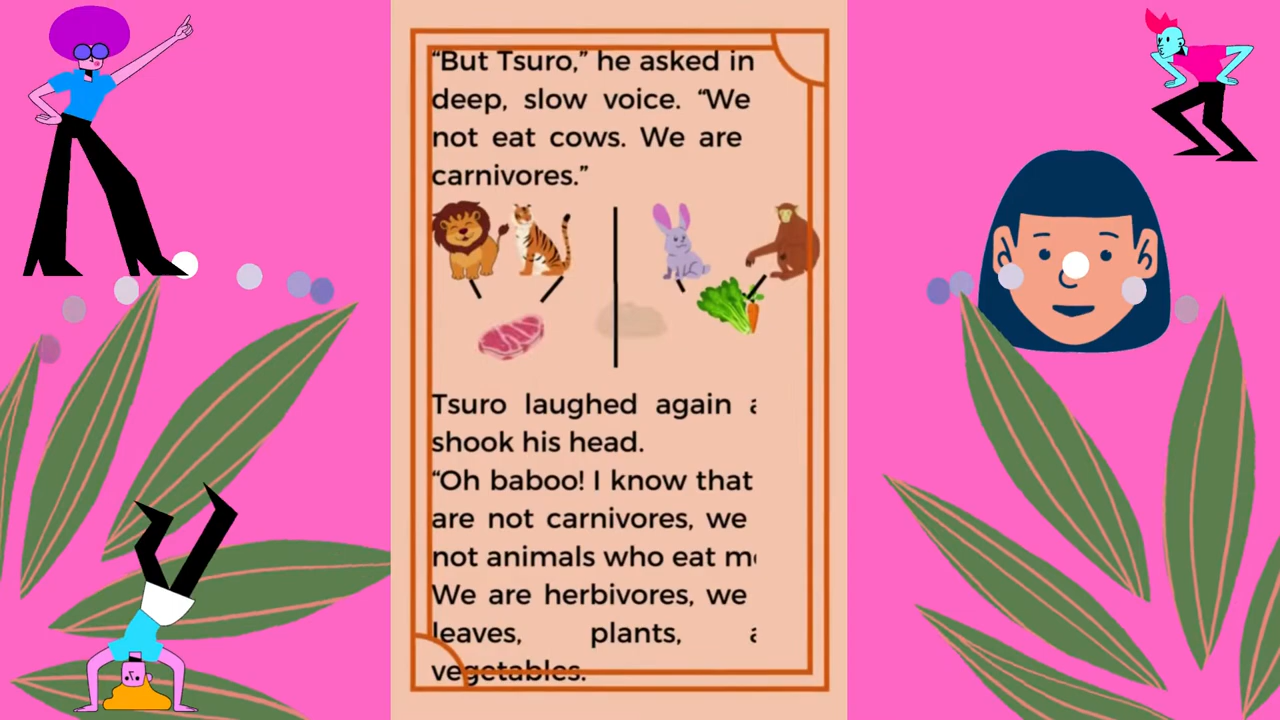 “But Tsuro,” he asked in
deep, slow voice. “We
not eat cows. We are
carnivores.”
Tsuro laughed again
shook his head.
“Oh baboo! I know that
are not carnivores, we
not animals who eat
We are herbivores, we
leaves, plants,
vegetables.